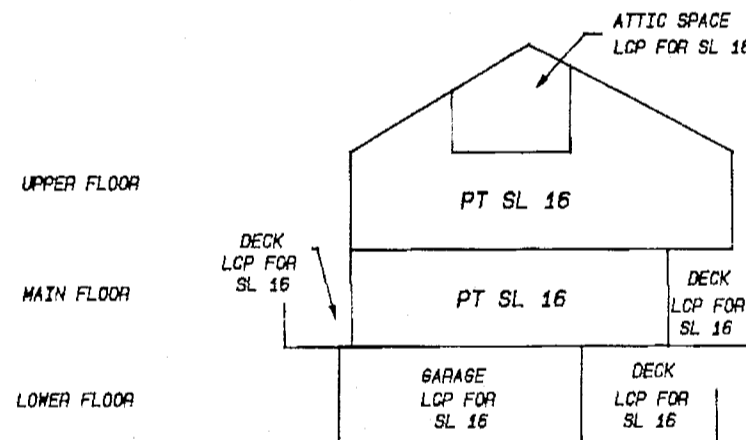 ATTIC SPACE
LCP FOR SL 16
UPPER FLOOR
PT SL 16
DECK
LCP FOR
SL 16
MAIN FLOOR
PT SL 16
DECK
LCP FOR
SL 16
LOWER FLOOR
GARAGE
LCP FOR
SL 16
DECK
LCP FOR
SL 16